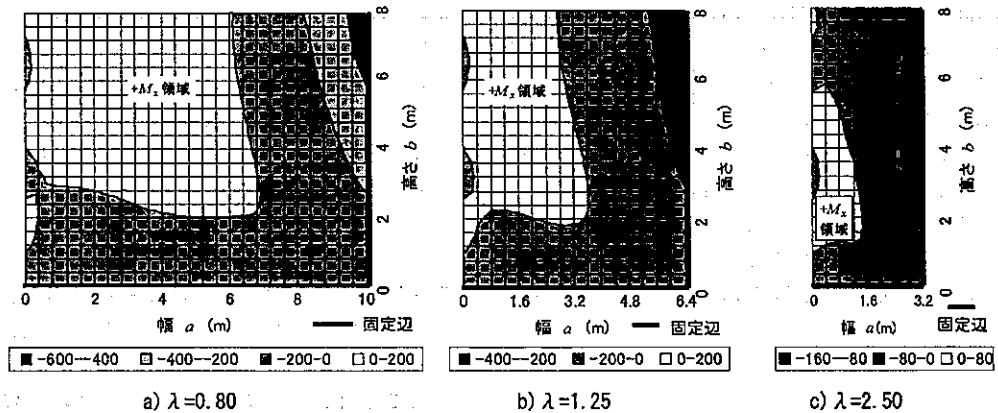 8
6
4
2
0
高さ b (m)
+Mx 領域
0 2 4 6 8 10
幅 a (m)
固定辺
-600--400 -400--200 -200-0 0-200
a) λ=0.80
8
6
4
2
0
高さ b (m)
+Mx 領域
0 1.6 3.2 4.8 6.4
幅 a (m)
固定辺
-400--200 -200-0 0-200
b) λ=1.25
8
6
4
2
0
高さ b (m)
+Mx
領域
0 1.6 3.2
幅 a(m)
固定辺
-160--80 -80-0 0-80
c) λ=2.50